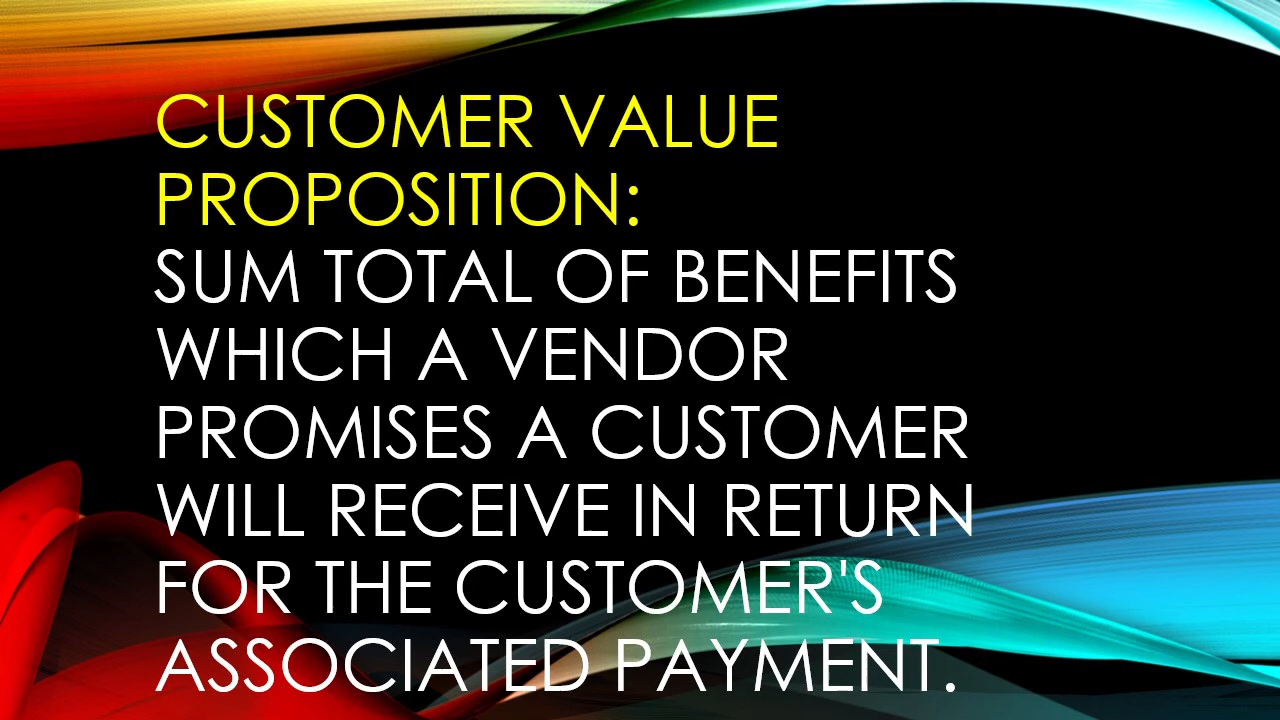 CUSTOMER VALUE
PROPOSITION:
SUM TOTAL OF BENEFITS
WHICH A VENDOR
PROMISES A CUSTOMER
WILL RECEIVE IN RETURN
FOR THE CUSTOMER'S
ASSOCIATED PAYMENT.